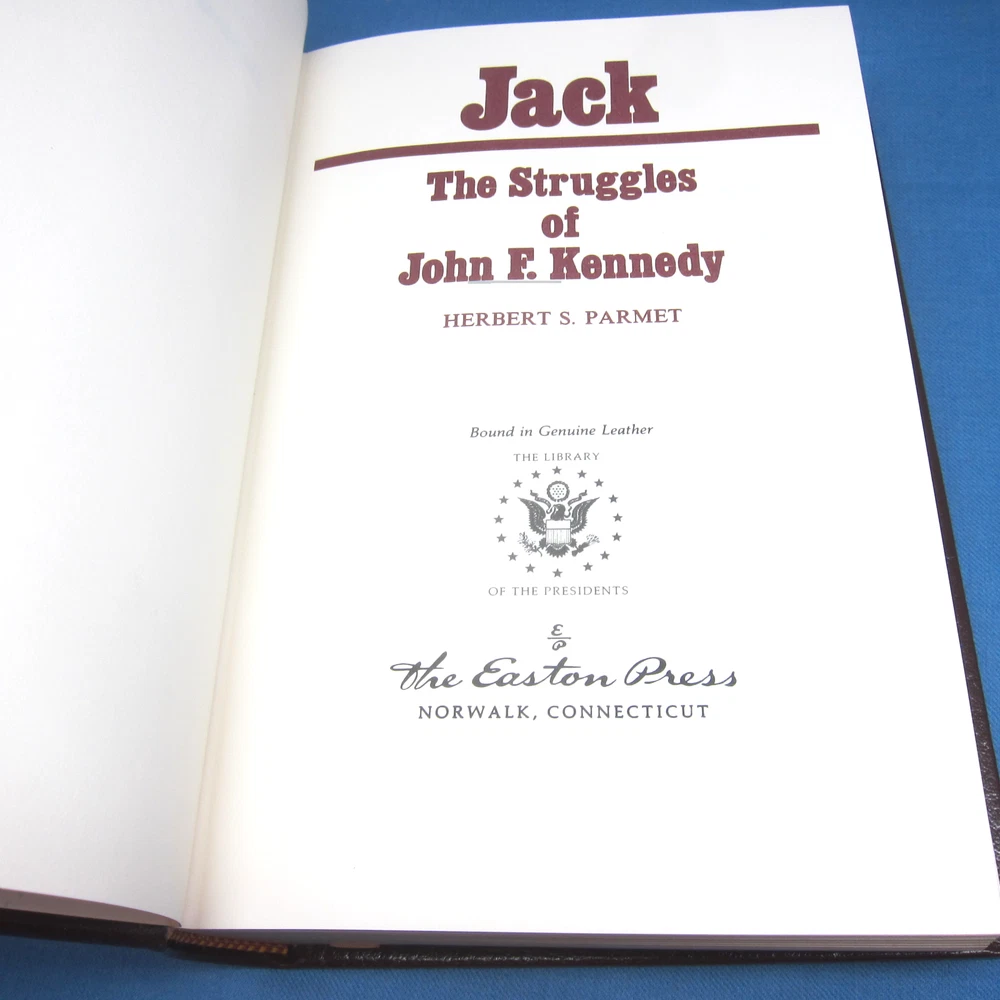 Jack
The Struggles
of
John F. Kennedy
HERBERT S. PARMET
Bound in Genuine Leather
THE LIBRARY
OF THE PRESIDENTS
E
P
The Easton Press
NORWALK, CONNECTICUT